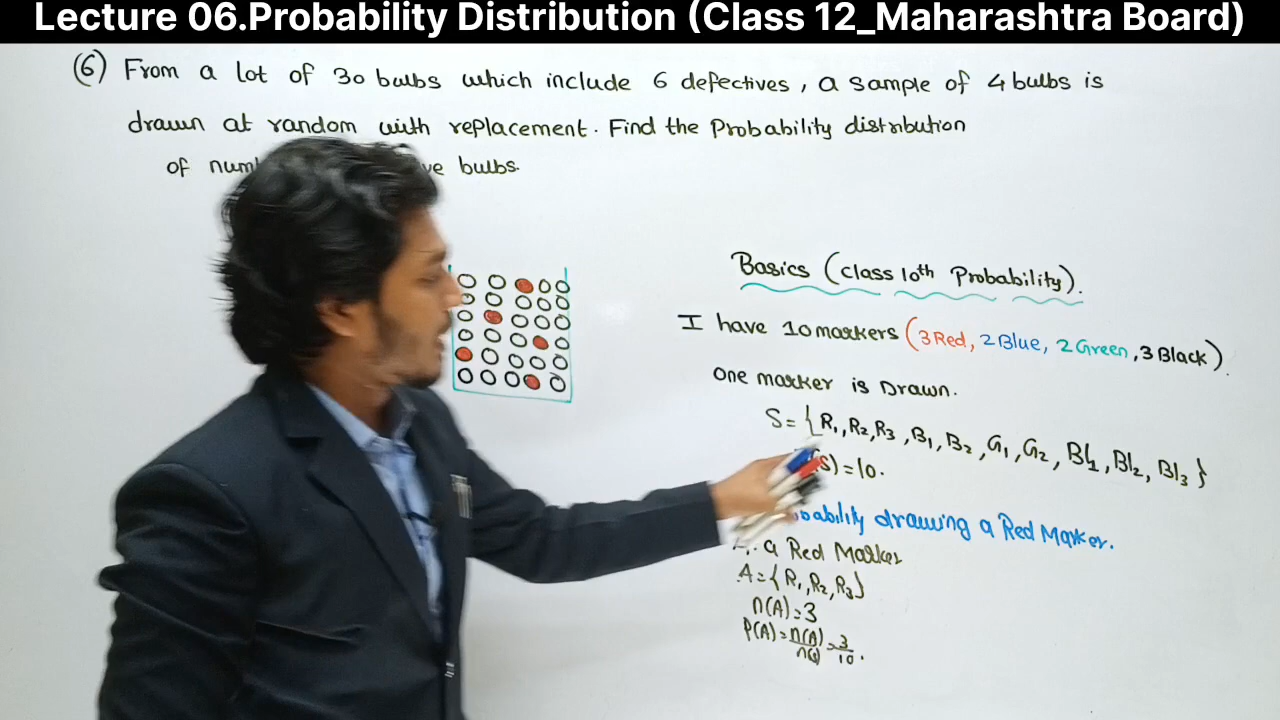 Lecture 06.Probability Distribution (Class 12_Maharashtra Board)
(6) From a lot of 30 bulbs which include 6 defectives, a sample of 4 bulbs is
drawn at random with replacement. Find the Probability distribution
of bulbs.
Basics (class 10th Probability).
I have 10 markers (3 Red, 2 Blue, 2 Green, 3 Black).
One marker is Drawn.
S = { R1, R2, R3, B1, B2, G1, G2, Bl1, Bl2, Bl3 }
(S) = 10.
drawing a Red Marker.
a Red Marker
A = { R1, R2, R3 }
n(A) = 3
P(A) = n(A)/n(s) = 3/10.